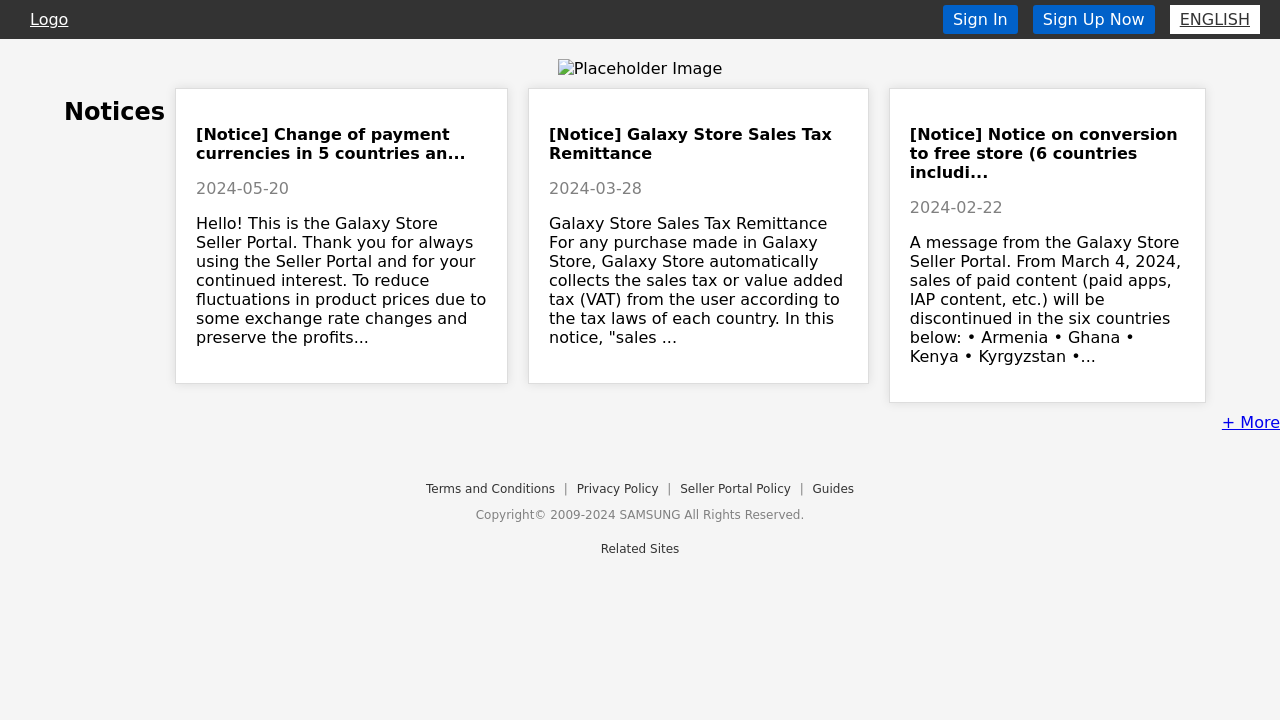 Logo
Sign In
Sign Up Now
ENGLISH
Placeholder Image
Notices
[Notice] Change of payment
currencies in 5 countries an...
2024-05-20
Hello! This is the Galaxy Store
Seller Portal. Thank you for always
using the Seller Portal and for your
continued interest. To reduce
fluctuations in product prices due to
some exchange rate changes and
preserve the profits...
[Notice] Galaxy Store Sales Tax
Remittance
2024-03-28
Galaxy Store Sales Tax Remittance
For any purchase made in Galaxy
Store, Galaxy Store automatically
collects the sales tax or value added
tax (VAT) from the user according to
the tax laws of each country. In this
notice, "sales ...
[Notice] Notice on conversion
to free store (6 countries
includi...
2024-02-22
A message from the Galaxy Store
Seller Portal. From March 4, 2024,
sales of paid content (paid apps,
IAP content, etc.) will be
discontinued in the six countries
below: • Armenia • Ghana •
Kenya • Kyrgyzstan •...
+ More
Terms and Conditions | Privacy Policy | Seller Portal Policy | Guides
Copyright© 2009-2024 SAMSUNG All Rights Reserved.
Related Sites